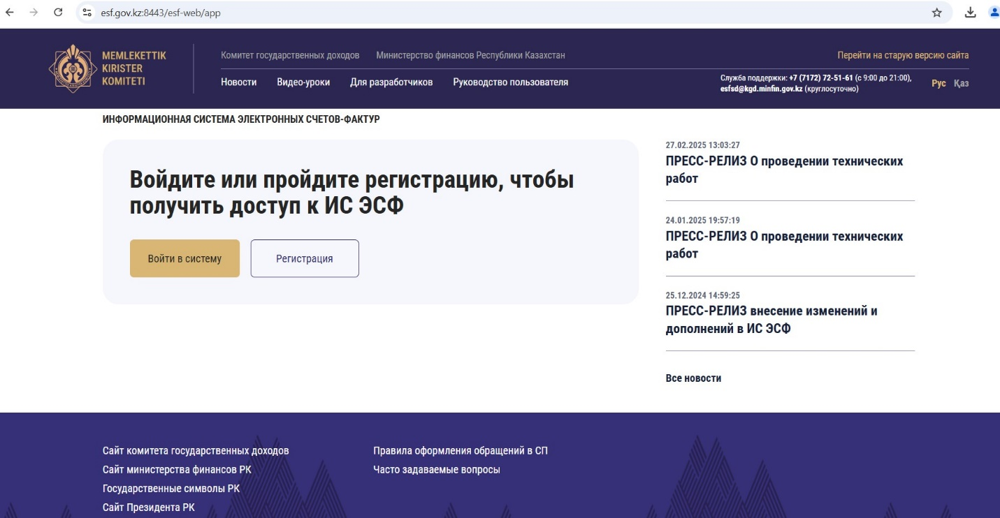 esf.gov.kz:8443/esf-web/app
MEMLEKETTIK
KIRISTER
KOMITETI
Комитет государственных доходов Министерство финансов Республики Казахстан
Перейти на старую версию сайта
Новости Видео-уроки Для разработчиков Руководство пользователя
Служба поддержки: +7 (7172) 72-51-61 (с 9:00 до 21:00),
esfsd@kgd.minfin.gov.kz (круглосуточно)
Рус Қаз
ИНФОРМАЦИОННАЯ СИСТЕМА ЭЛЕКТРОННЫХ СЧЕТОВ-ФАКТУР
Войдите или пройдите регистрацию, чтобы
получить доступ к ИС ЭСФ
Войти в систему Регистрация
27.02.2025 13:03:27
ПРЕСС-РЕЛИЗ О проведении технических
работ
24.01.2025 19:57:19
ПРЕСС-РЕЛИЗ О проведении технических
работ
25.12.2024 14:59:25
ПРЕСС-РЕЛИЗ внесение изменений и
дополнений в ИС ЭСФ
Все новости
Сайт комитета государственных доходов
Сайт министерства финансов РК
Государственные символы РК
Сайт Президента РК
Правила оформления обращений в СП
Часто задаваемые вопросы